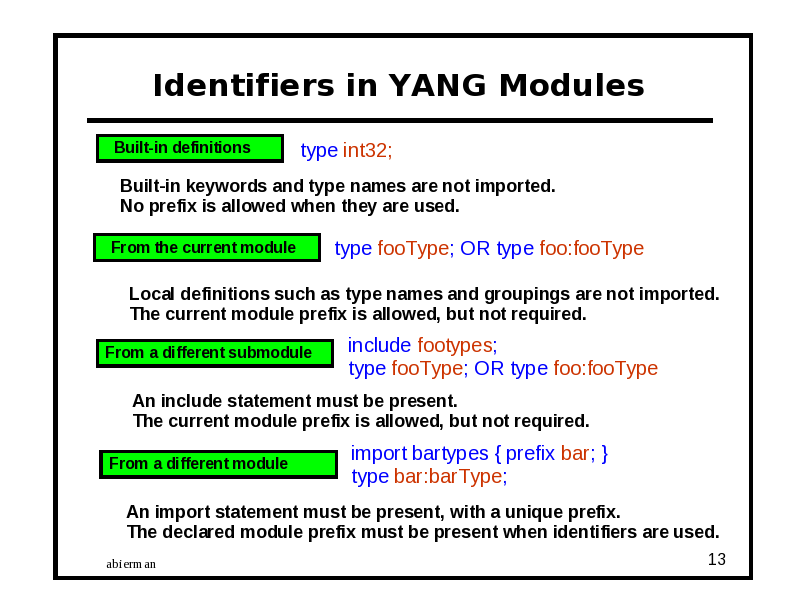 Identifiers in YANG Modules
Built-in definitions
type int32;
Built-in keywords and type names are not imported.
No prefix is allowed when they are used.
From the current module
type fooType; OR type foo:fooType
Local definitions such as type names and groupings are not imported.
The current module prefix is allowed, but not required.
From a different submodule
include footypes;
type fooType; OR type foo:fooType
An include statement must be present.
The current module prefix is allowed, but not required.
From a different module
import bartypes { prefix bar; }
type bar:barType;
An import statement must be present, with a unique prefix.
The declared module prefix must be present when identifiers are used.
abierman
13